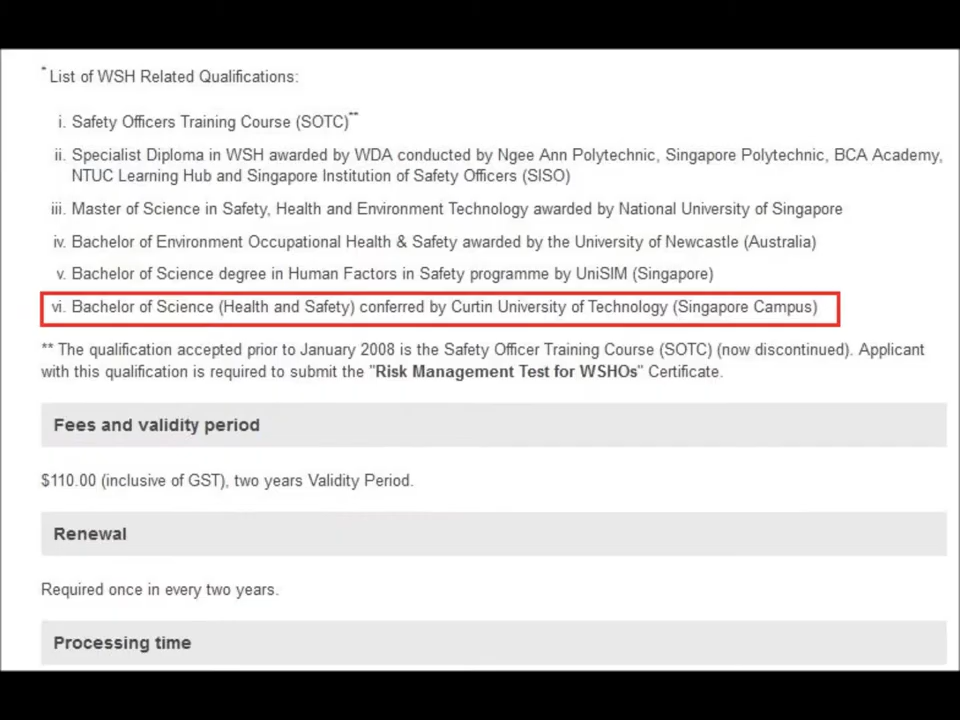 * List of WSH Related Qualifications:
i. Safety Officers Training Course (SOTC)**
ii. Specialist Diploma in WSH awarded by WDA conducted by Ngee Ann Polytechnic, Singapore Polytechnic, BCA Academy,
NTUC Learning Hub and Singapore Institution of Safety Officers (SISO)
iii. Master of Science in Safety, Health and Environment Technology awarded by National University of Singapore
iv. Bachelor of Environment Occupational Health & Safety awarded by the University of Newcastle (Australia)
v. Bachelor of Science degree in Human Factors in Safety programme by UniSIM (Singapore)
vi. Bachelor of Science (Health and Safety) conferred by Curtin University of Technology (Singapore Campus)
** The qualification accepted prior to January 2008 is the Safety Officer Training Course (SOTC) (now discontinued). Applicant
with this qualification is required to submit the "Risk Management Test for WSHOs" Certificate.
Fees and validity period
$110.00 (inclusive of GST), two years Validity Period.
Renewal
Required once in every two years.
Processing time